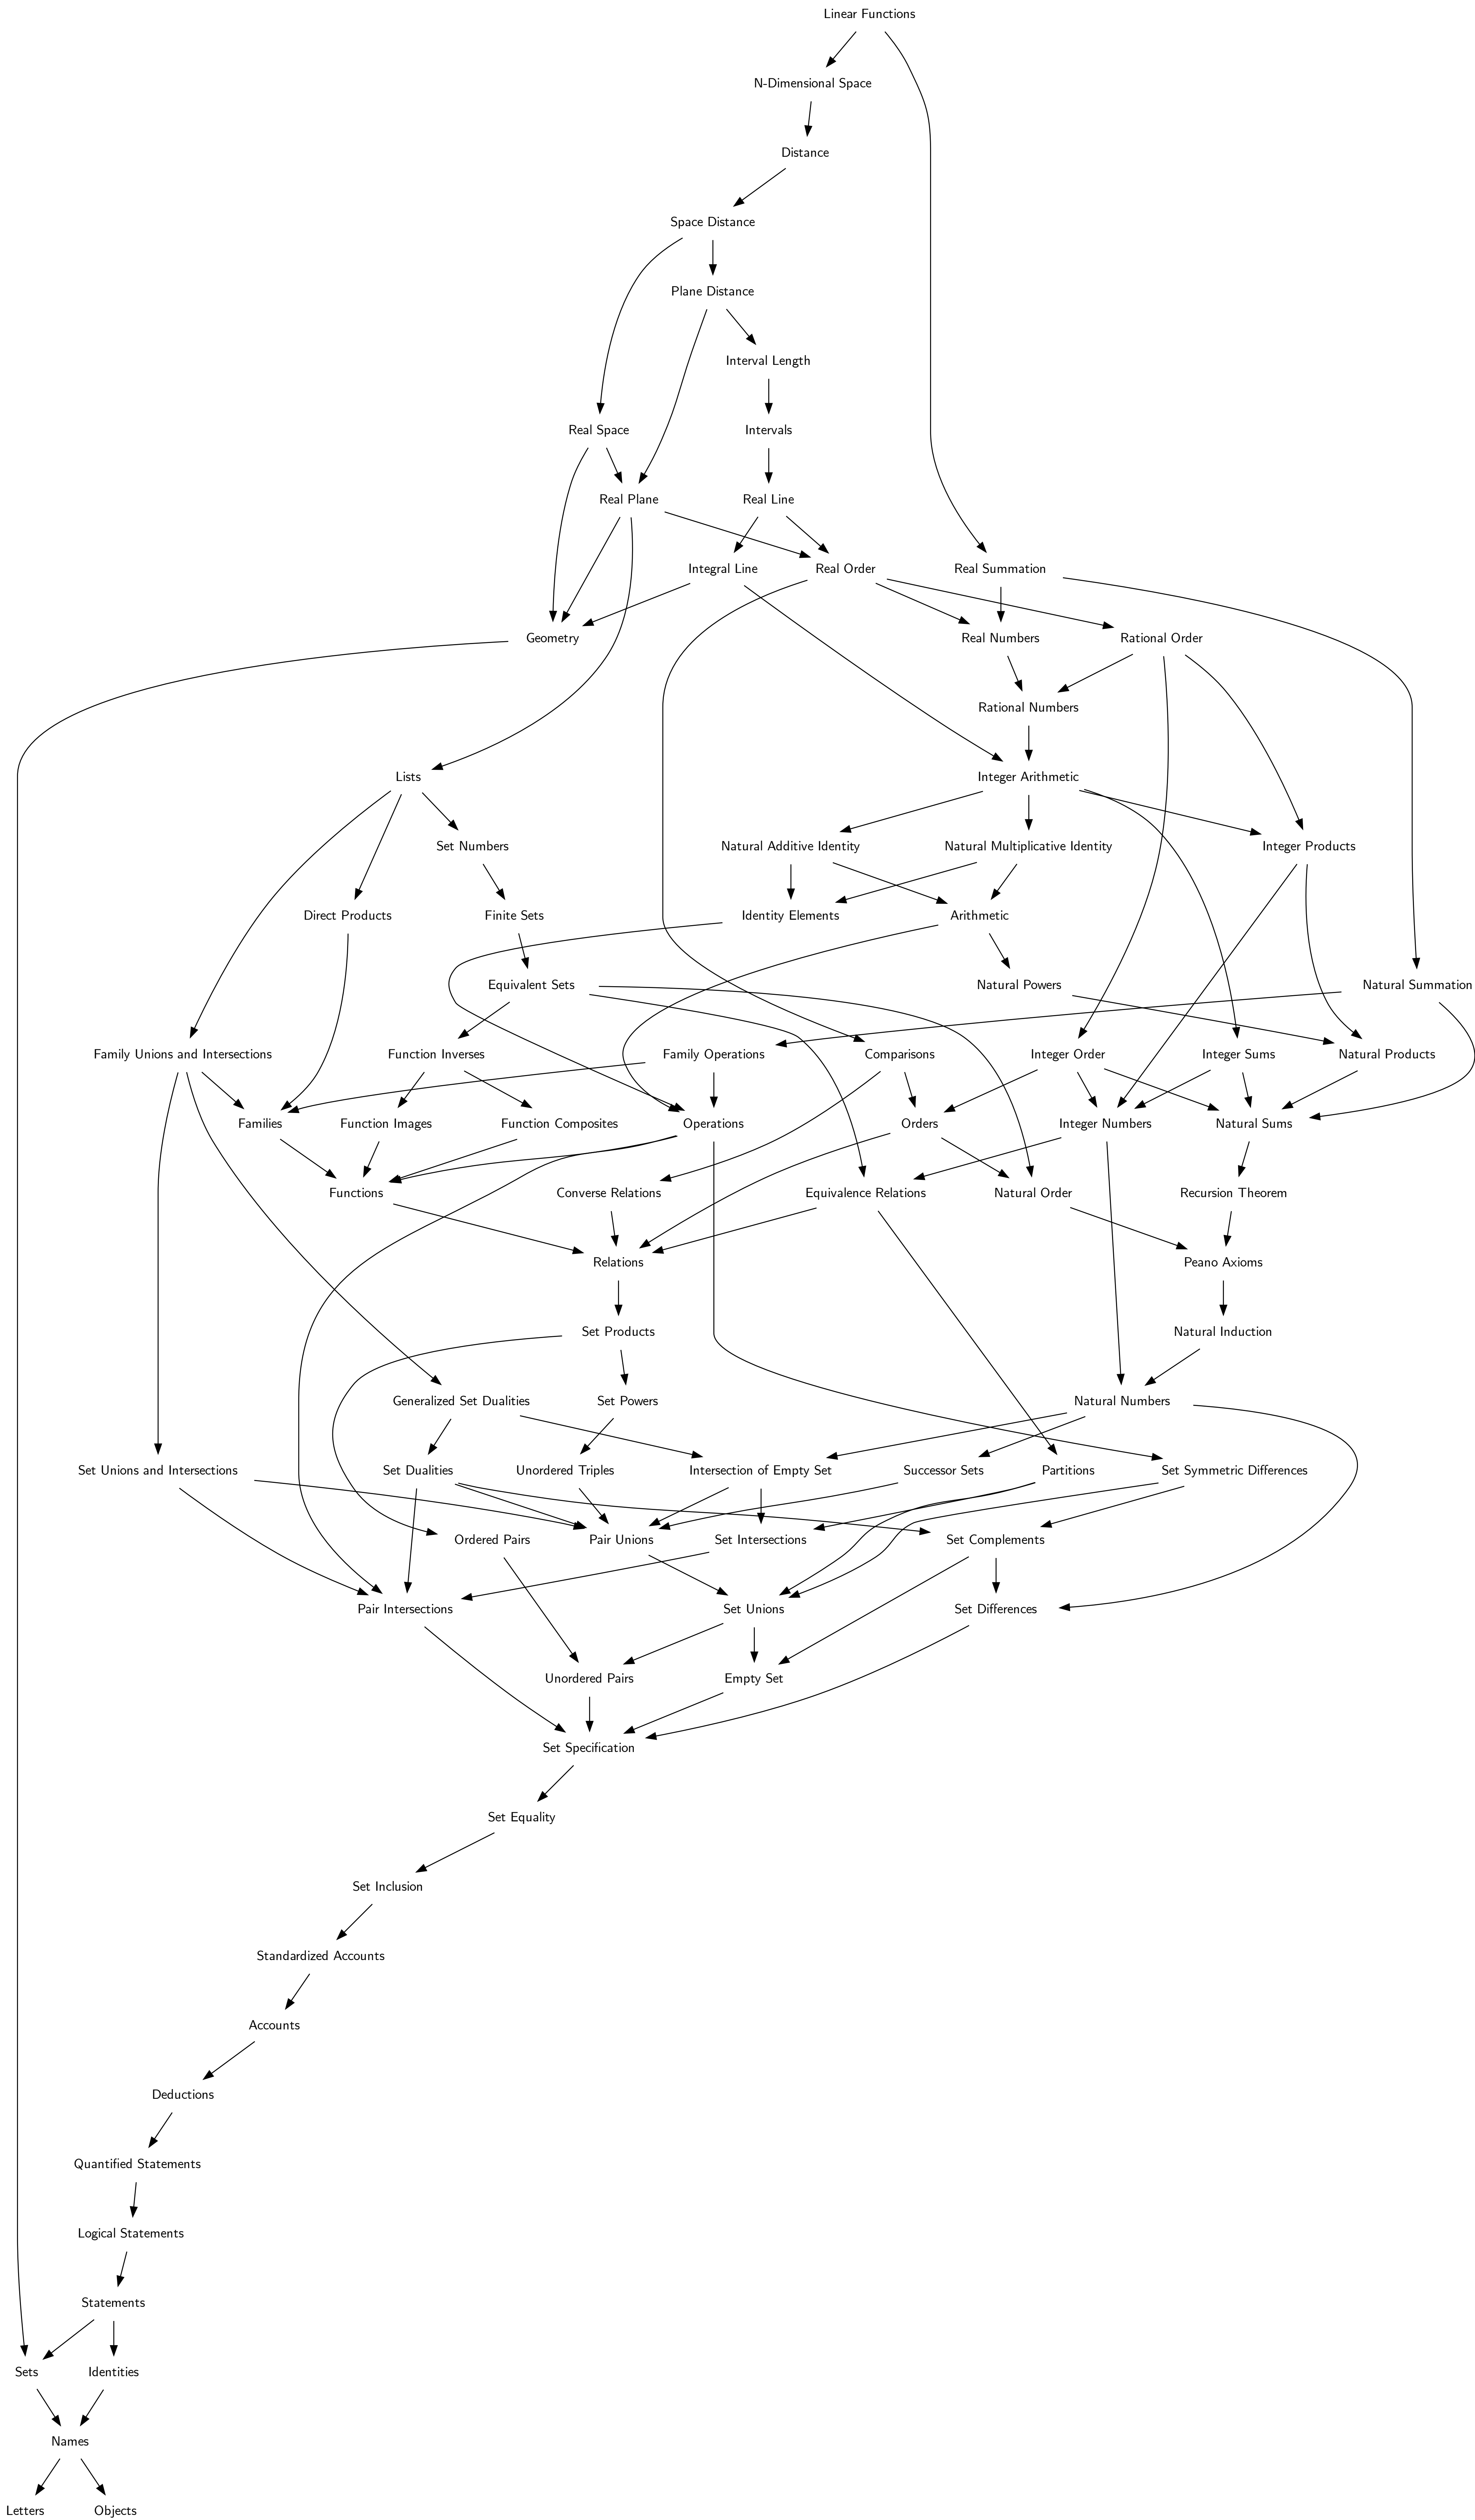 Linear Functions
N-Dimensional Space
Distance
Space Distance
Plane Distance
Interval Length
Real Space
Intervals
Real Plane
Real Line
Integral Line
Real Order
Real Summation
Geometry
Real Numbers
Rational Order
Rational Numbers
Lists
Integer Arithmetic
Set Numbers
Natural Additive Identity
Natural Multiplicative Identity
Integer Products
Direct Products
Finite Sets
Identity Elements
Arithmetic
Equivalent Sets
Natural Powers
Natural Summation
Family Unions and Intersections
Function Inverses
Family Operations
Comparisons
Integer Order
Integer Sums
Natural Products
Families
Function Images
Function Composites
Operations
Orders
Integer Numbers
Natural Sums
Functions
Converse Relations
Equivalence Relations
Natural Order
Recursion Theorem
Relations
Peano Axioms
Set Products
Natural Induction
Generalized Set Dualities
Set Powers
Natural Numbers
Set Unions and Intersections
Set Dualities
Unordered Triples
Intersection of Empty Set
Successor Sets
Partitions
Set Symmetric Differences
Ordered Pairs
Pair Unions
Set Intersections
Set Complements
Pair Intersections
Set Unions
Set Differences
Unordered Pairs
Empty Set
Set Specification
Set Equality
Set Inclusion
Standardized Accounts
Accounts
Deductions
Quantified Statements
Logical Statements
Statements
Sets
Identities
Names
Letters
Objects